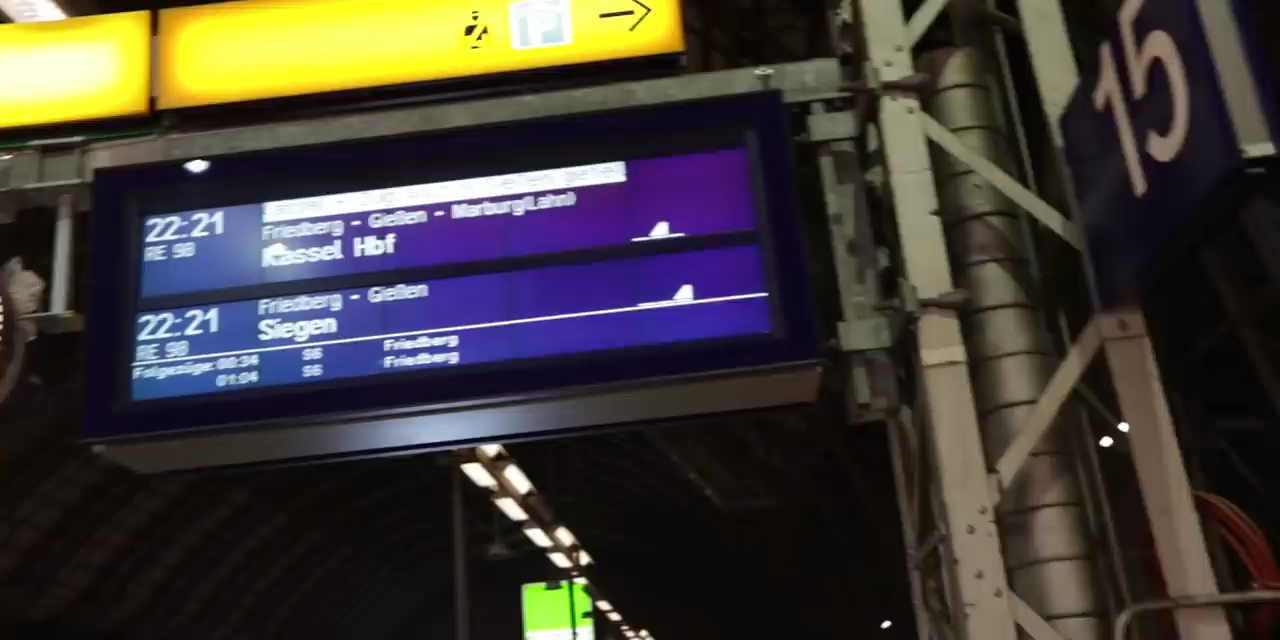 P
15
22:21
Friedberg - Gießen - Marburg(Lahn)
RE 98
Kassel Hbf
Friedberg - Gießen
22:21
Siegen
RE 98
Folgezüge: 00:34 S6 Friedberg
01:04 S6 Friedberg